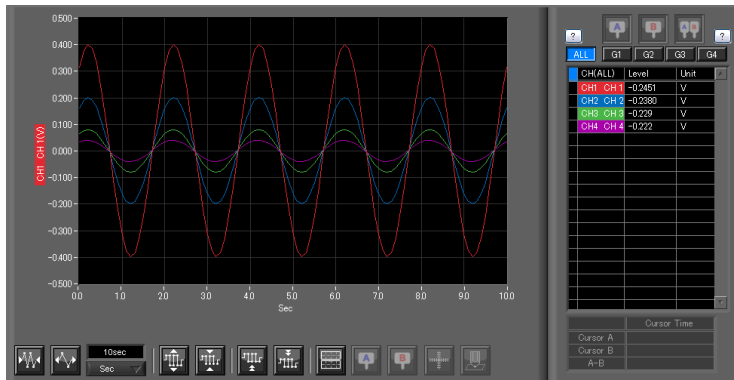 0.500
0.400
0.300
0.200
0.100
0.000
-0.100
-0.200
-0.300
-0.400
-0.500
CH1 CH 1(V)
0.0 1.0 2.0 3.0 4.0 5.0 6.0 7.0 8.0 9.0 10.0
Sec
10sec
Sec
A B
A B A B
? ?
ALL G1 G2 G3 G4
CH(ALL) Level Unit
CH1 CH 1 -0.2451 V
CH2 CH 2 -0.2380 V
CH3 CH 3 -0.229 V
CH4 CH 4 -0.222 V
Cursor Time
Cursor A
Cursor B
A-B